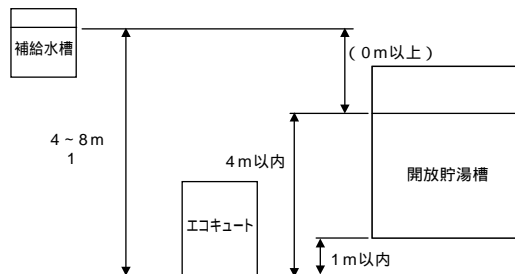 補給水槽
(0m以上)
4~8m
1
4m以内
開放貯湯槽
エコキュート
1m以内